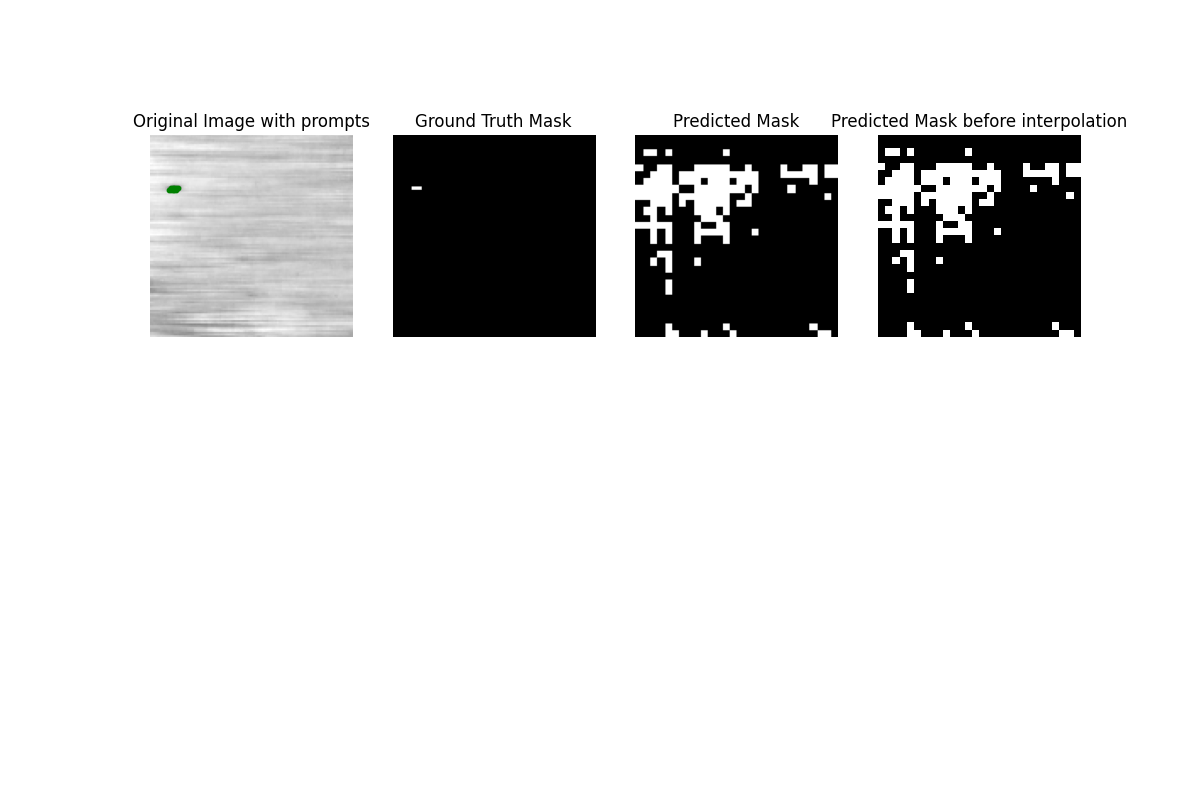 Original Image with prompts
Ground Truth Mask
Predicted Mask
Predicted Mask before interpolation